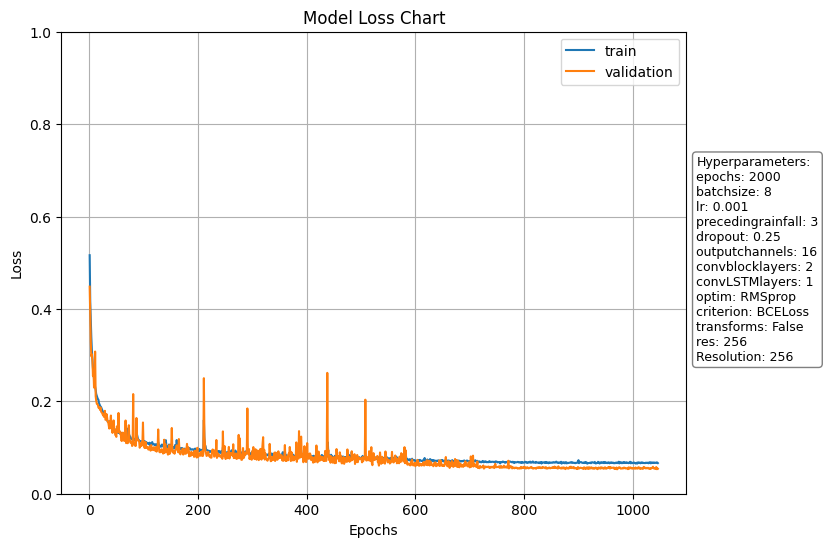 Model Loss Chart
1.0
0.8
0.6
0.4
0.2
0.0
Loss
0
200
400
600
800
1000
Epochs
train
validation
Hyperparameters:
epochs: 2000
batchsize: 8
lr: 0.001
precedingrainfall: 3
dropout: 0.25
outputchannels: 16
convblocklayers: 2
convLSTMlayers: 1
optim: RMSprop
criterion: BCELoss
transforms: False
res: 256
Resolution: 256